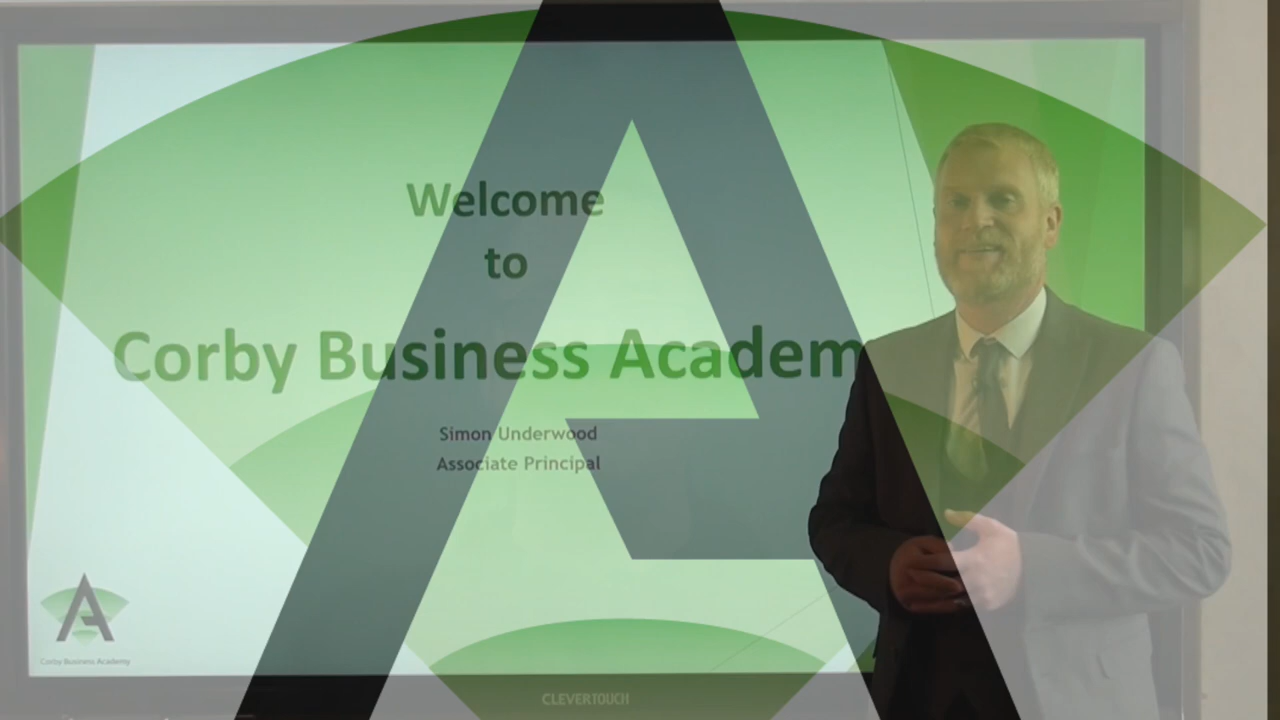 Welcome
to
Corby Business Academ
Simon Underwood
Associate Principal
Corby Business Academy
CLEVERTOUCH